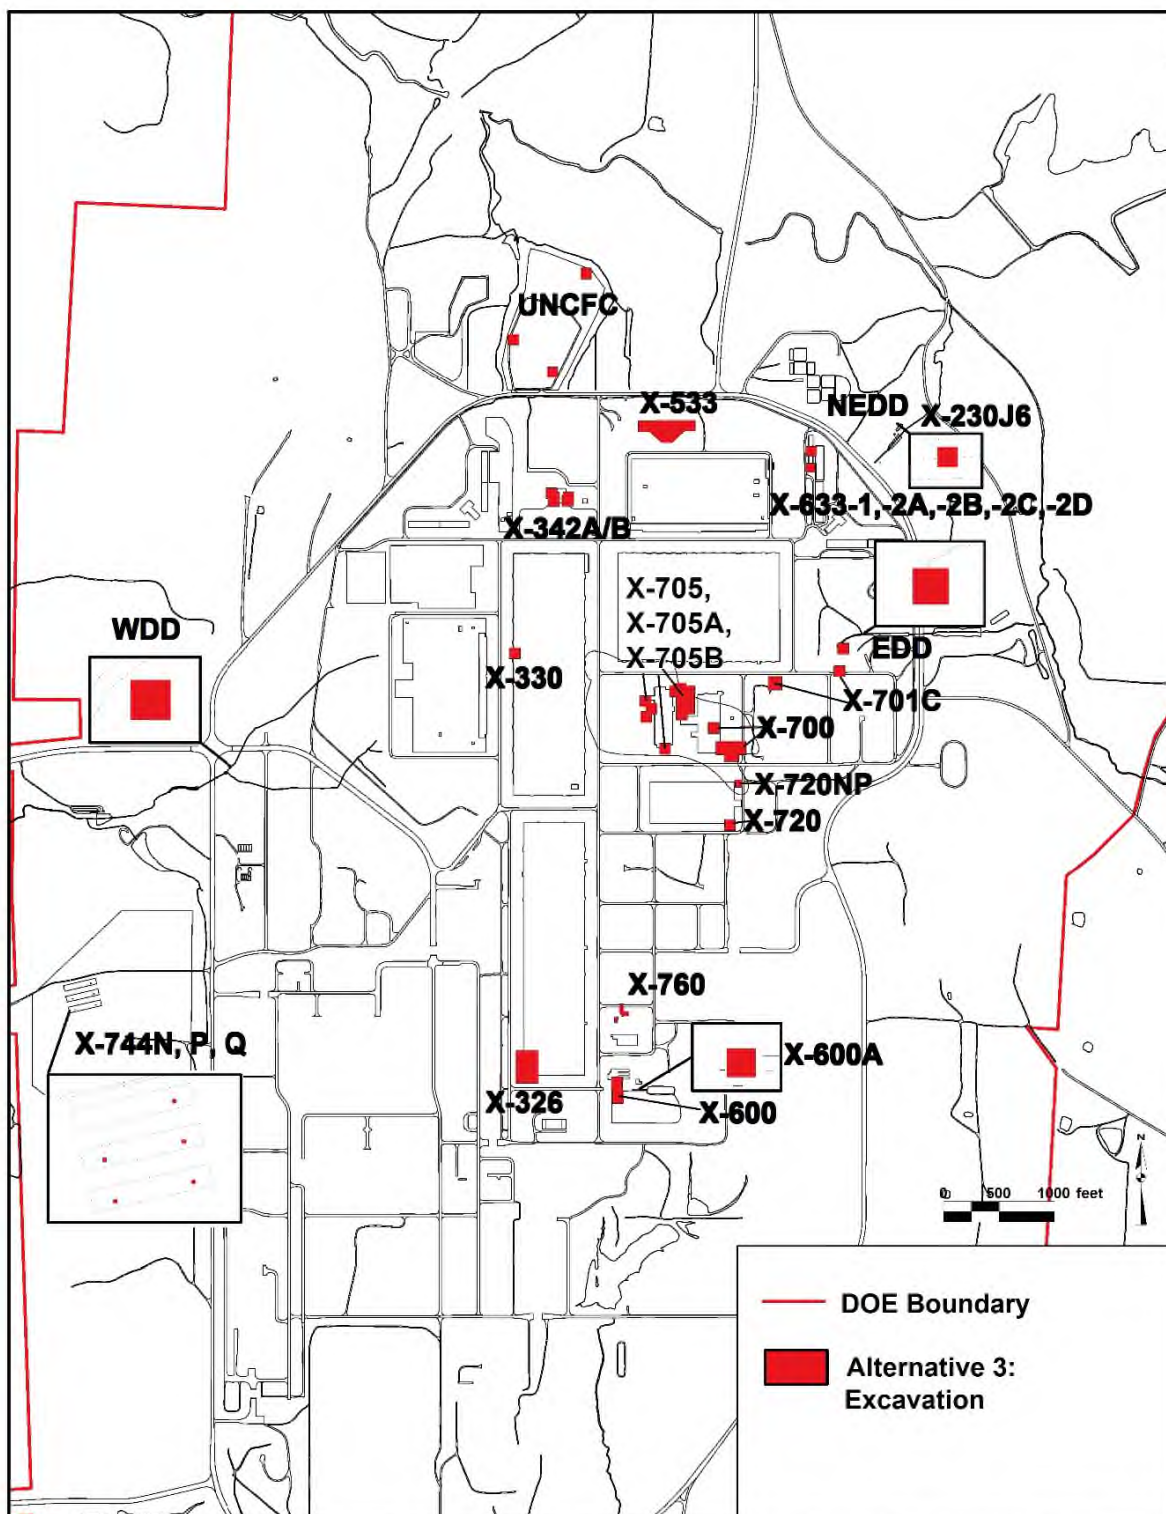 UNCFC
X-533
NEDD
X-230J6
X-633-1,-2A,-2B,-2C,-2D
X-342A/B
X-705,
X-705A,
X-705B
WDD
X-330
EDD
X-701C
X-700
X-720NP
X-720
X-760
X-744N, P, Q
X-600A
X-326
X-600
N
0 500 1000 feet
DOE Boundary
Alternative 3:
Excavation